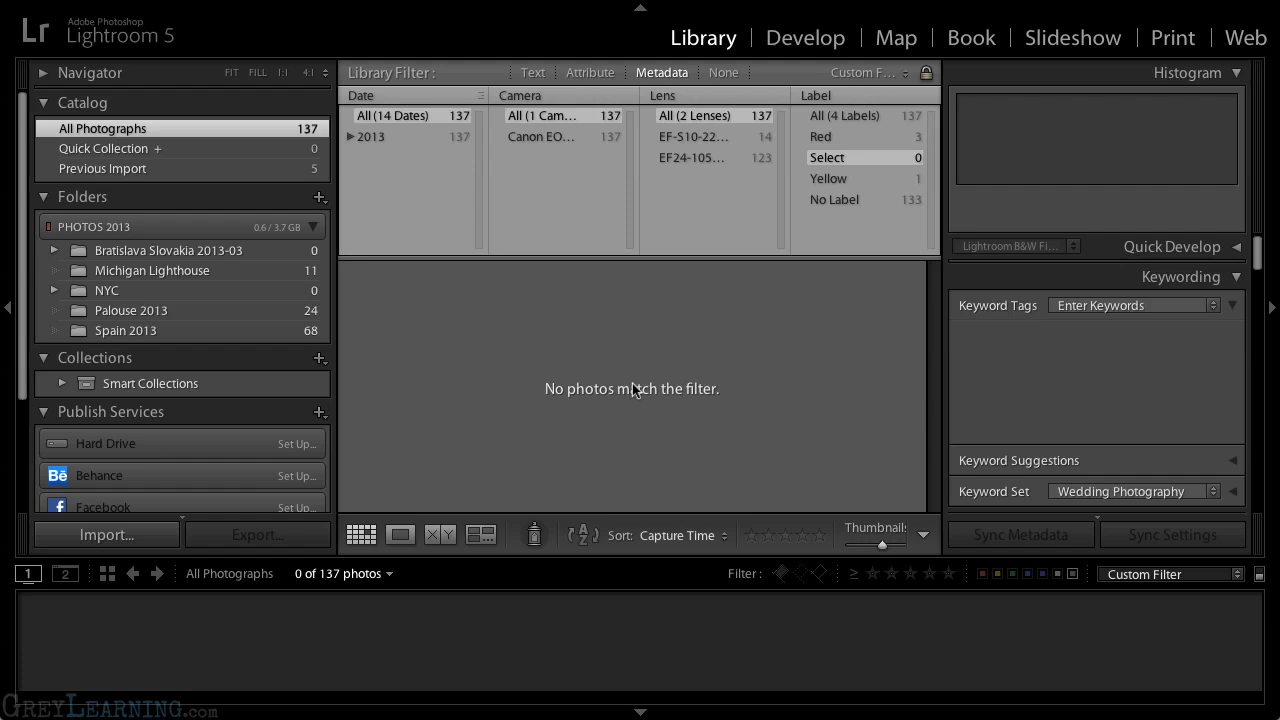 Lr Adobe Photoshop
Lightroom 5
Library | Develop | Map | Book | Slideshow | Print | Web
Navigator FIT FILL 1:1 4:1
Catalog
All Photographs 137
Quick Collection + 0
Previous Import 5
Folders
PHOTOS 2013 0.6 / 3.7 GB
Bratislava Slovakia 2013-03 0
Michigan Lighthouse 11
NYC 0
Palouse 2013 24
Spain 2013 68
Collections
Smart Collections
Publish Services
Hard Drive Set Up...
Bē Behance Set Up...
f Facebook Set Up...
Import... Export...
Library Filter : Text Attribute Metadata None Custom F...
Date Camera Lens Label
All (14 Dates) 137 All (1 Cam... 137 All (2 Lenses) 137 All (4 Labels) 137
2013 137 Canon EO... 137 EF-S10-22... 14 Red 3
EF24-105... 123 Select 0
Yellow 1
No Label 133
No photos match the filter.
XY Sort: Capture Time Thumbnails
Histogram
Lightroom B&W Fi... Quick Develop
Keywording
Keyword Tags Enter Keywords
Keyword Suggestions
Keyword Set Wedding Photography
Sync Metadata Sync Settings
1 2 All Photographs 0 of 137 photos Filter : ≥ Custom Filter
GREYLEARNING.com